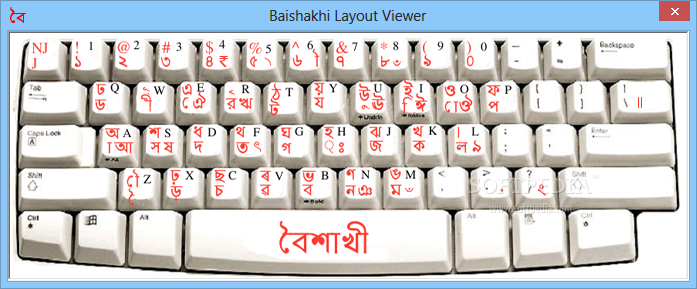 বৈ Baishakhi Layout Viewer
NJ ! 1 @ 2 # 3 $ 4 % 5 ^ 6 & 7 * 8 ( 9 ) 0 - = Backspace
J ১ ২ ৩ ৪ ₹ ৫ ৬ ৭ ৮ ৯ ০
Tab ঢ Q W এ E R ঠ T য় Y U I ও O ফ P { } |
ড ঐ ট য [ ] \ ॥
Caps Lock আ A শ S ধ D থ F ঘ G হ H ঝ J খ K । L : " Enter
A স ষ দ ত ৎ গ ঃ জ ক ল ৯ ; '
Shift Z ঢ় X C র B V ভ B ণ N ঙ M < > ? Shift
ড় চ ব ব ন ঞ ম
Ctrl Alt বৈশাখী Alt Ctrl
SOFTPEDIA
www.softpedia.com